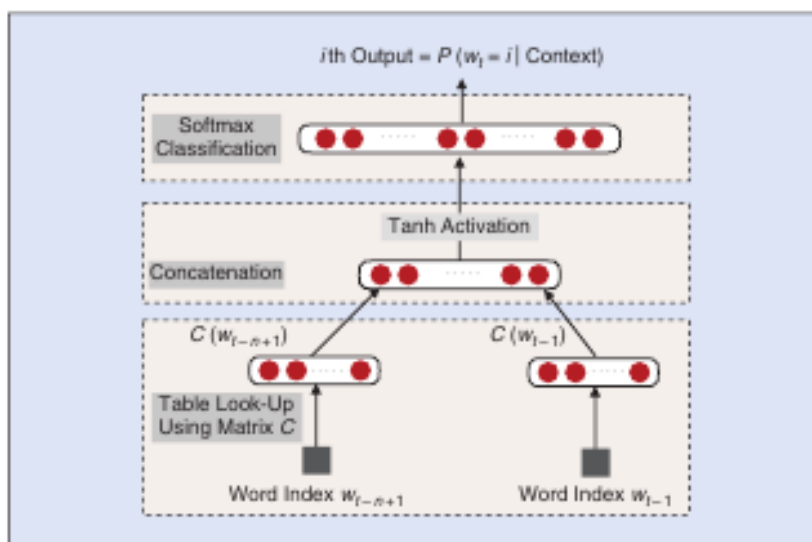 ith Output = P (wₜ = i | Context)
Softmax
Classification
Tanh Activation
Concatenation
C (wₜ₋ₙ₊₁)
C (wₜ₋₁)
Table Look-Up
Using Matrix C
Word Index wₜ₋ₙ₊₁
Word Index wₜ₋₁